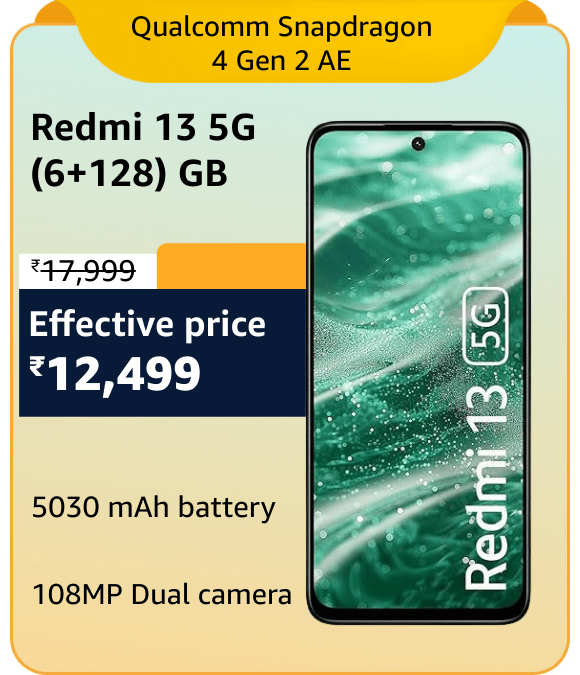 Qualcomm Snapdragon
4 Gen 2 AE
Redmi 13 5G
(6+128) GB
₹17,999
Effective price
₹12,499
5030 mAh battery
108MP Dual camera
Redmi 13 5G